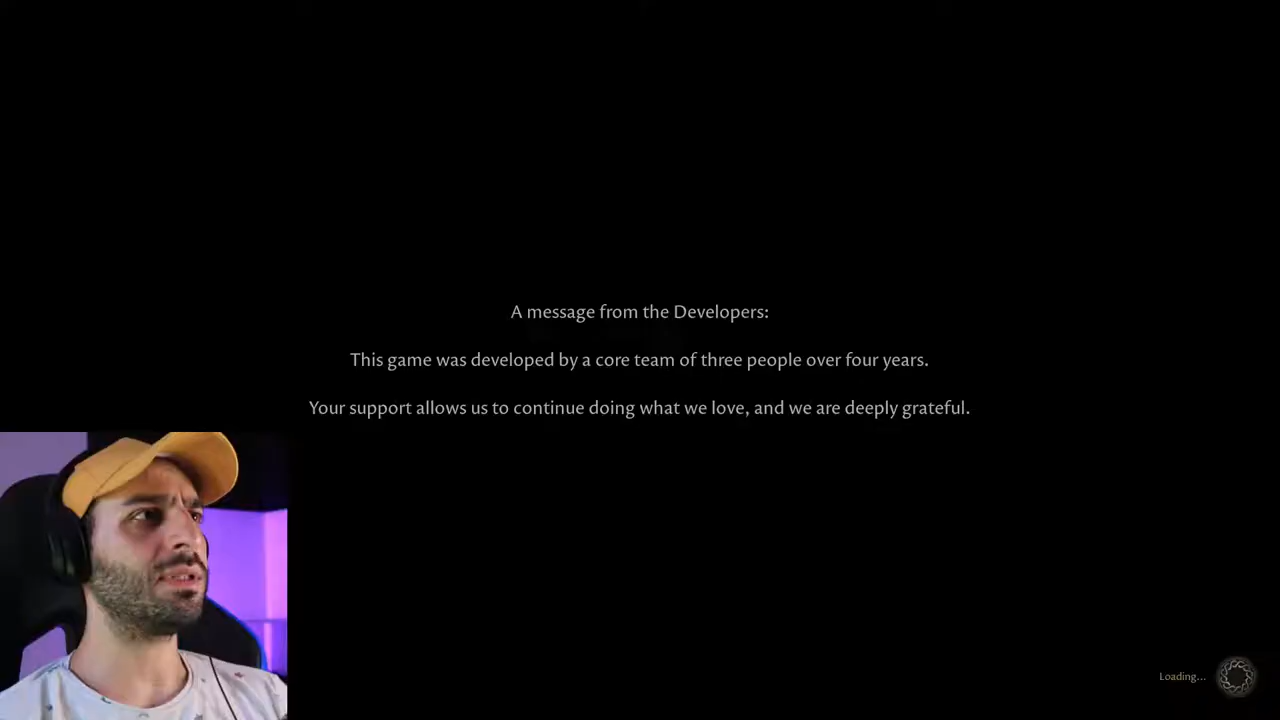 A message from the Developers:
This game was developed by a core team of three people over four years.
Your support allows us to continue doing what we love, and we are deeply grateful.
Loading...